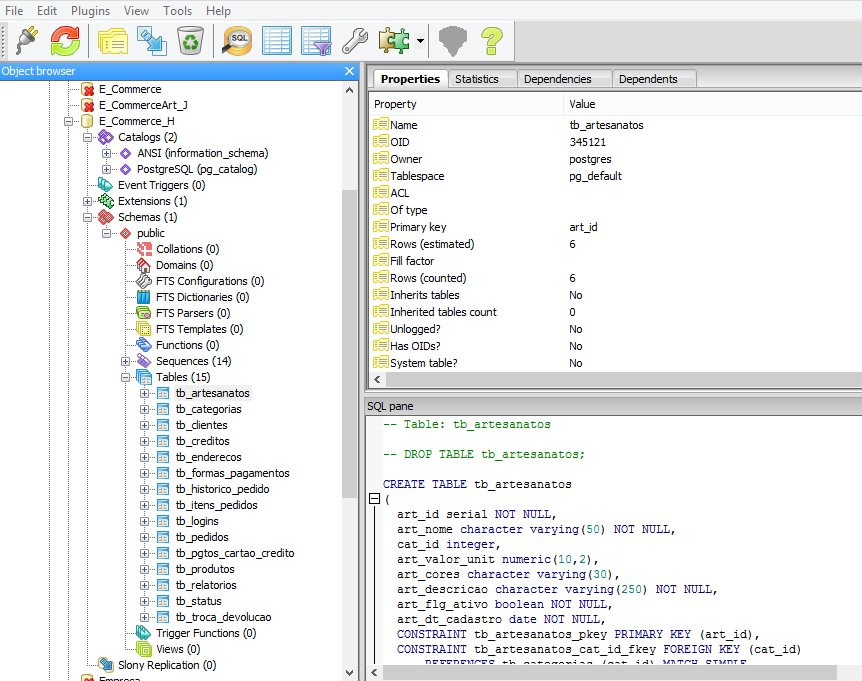 File Edit Plugins View Tools Help
SQL
Object browser
E_Commerce
E_CommerceArt_J
E_Commerce_H
Catalogs (2)
ANSI (information_schema)
PostgreSQL (pg_catalog)
Event Triggers (0)
Extensions (1)
Schemas (1)
public
Collations (0)
Domains (0)
FTS Configurations (0)
FTS Dictionaries (0)
FTS Parsers (0)
FTS Templates (0)
Functions (0)
Sequences (14)
Tables (15)
tb_artesanatos
tb_categorias
tb_clientes
tb_creditos
tb_enderecos
tb_formas_pagamentos
tb_historico_pedido
tb_itens_pedidos
tb_logins
tb_pedidos
tb_pgtos_cartao_credito
tb_produtos
tb_relatorios
tb_status
tb_troca_devolucao
Trigger Functions (0)
Views (0)
Slony Replication (0)
Empresa
Properties Statistics Dependencies Dependents
Property Value
Name tb_artesanatos
OID 345121
Owner postgres
Tablespace pg_default
ACL
Of type
Primary key art_id
Rows (estimated) 6
Fill factor
Rows (counted) 6
Inherits tables No
Inherited tables count 0
Unlogged? No
Has OIDs? No
System table? No
SQL pane
-- Table: tb_artesanatos
-- DROP TABLE tb_artesanatos;
CREATE TABLE tb_artesanatos
(
art_id serial NOT NULL,
art_nome character varying(50) NOT NULL,
cat_id integer,
art_valor_unit numeric(10,2),
art_cores character varying(30),
art_descricao character varying(250) NOT NULL,
art_flg_ativo boolean NOT NULL,
art_dt_cadastro date NOT NULL,
CONSTRAINT tb_artesanatos_pkey PRIMARY KEY (art_id),
CONSTRAINT tb_artesanatos_cat_id_fkey FOREIGN KEY (cat_id)
REFERENCES tb_categorias (cat_id) MATCH SIMPLE